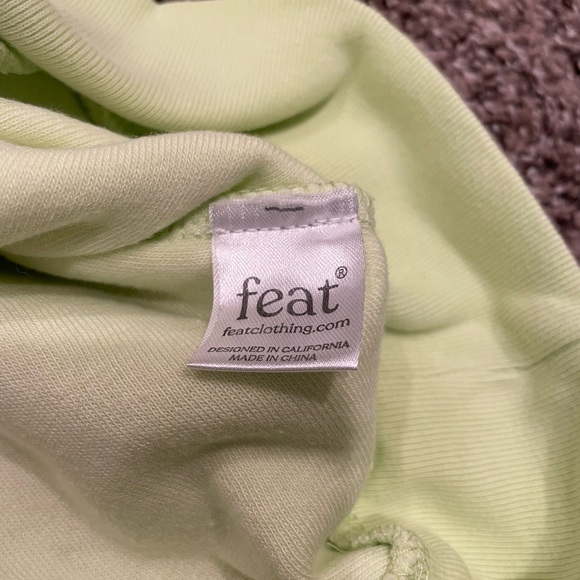 feat®
featclothing.com
DESIGNED IN CALIFORNIA
MADE IN CHINA